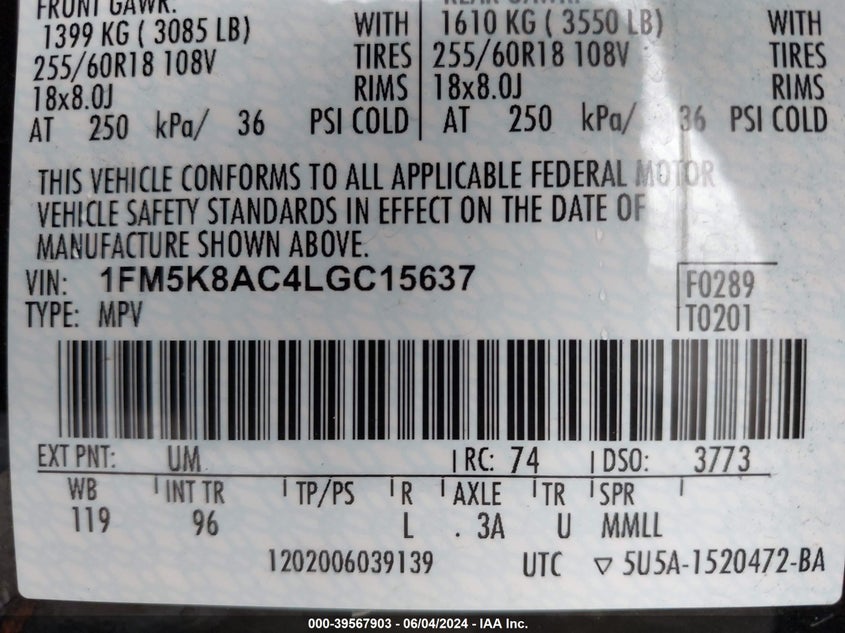 FRONT GAWR: REAR GAWR:
1399 KG ( 3085 LB) WITH 1610 KG ( 3550 LB) WITH
255/60R18 108V TIRES 255/60R18 108V TIRES
18x8.0J RIMS 18x8.0J RIMS
AT 250 kPa/ 36 PSI COLD AT 250 kPa/ 36 PSI COLD
THIS VEHICLE CONFORMS TO ALL APPLICABLE FEDERAL MOTOR
VEHICLE SAFETY STANDARDS IN EFFECT ON THE DATE OF
MANUFACTURE SHOWN ABOVE.
VIN: 1FM5K8AC4LGC15637 F0289
TYPE: MPV T0201
EXT PNT: UM RC: 74 DSO: 3773
WB INT TR TP/PS R AXLE TR SPR
119 96 L . 3A U MMLL
1202006039139 UTC ▽ 5U5A-1520472-BA
000-39567903 - 06/04/2024 - IAA Inc.